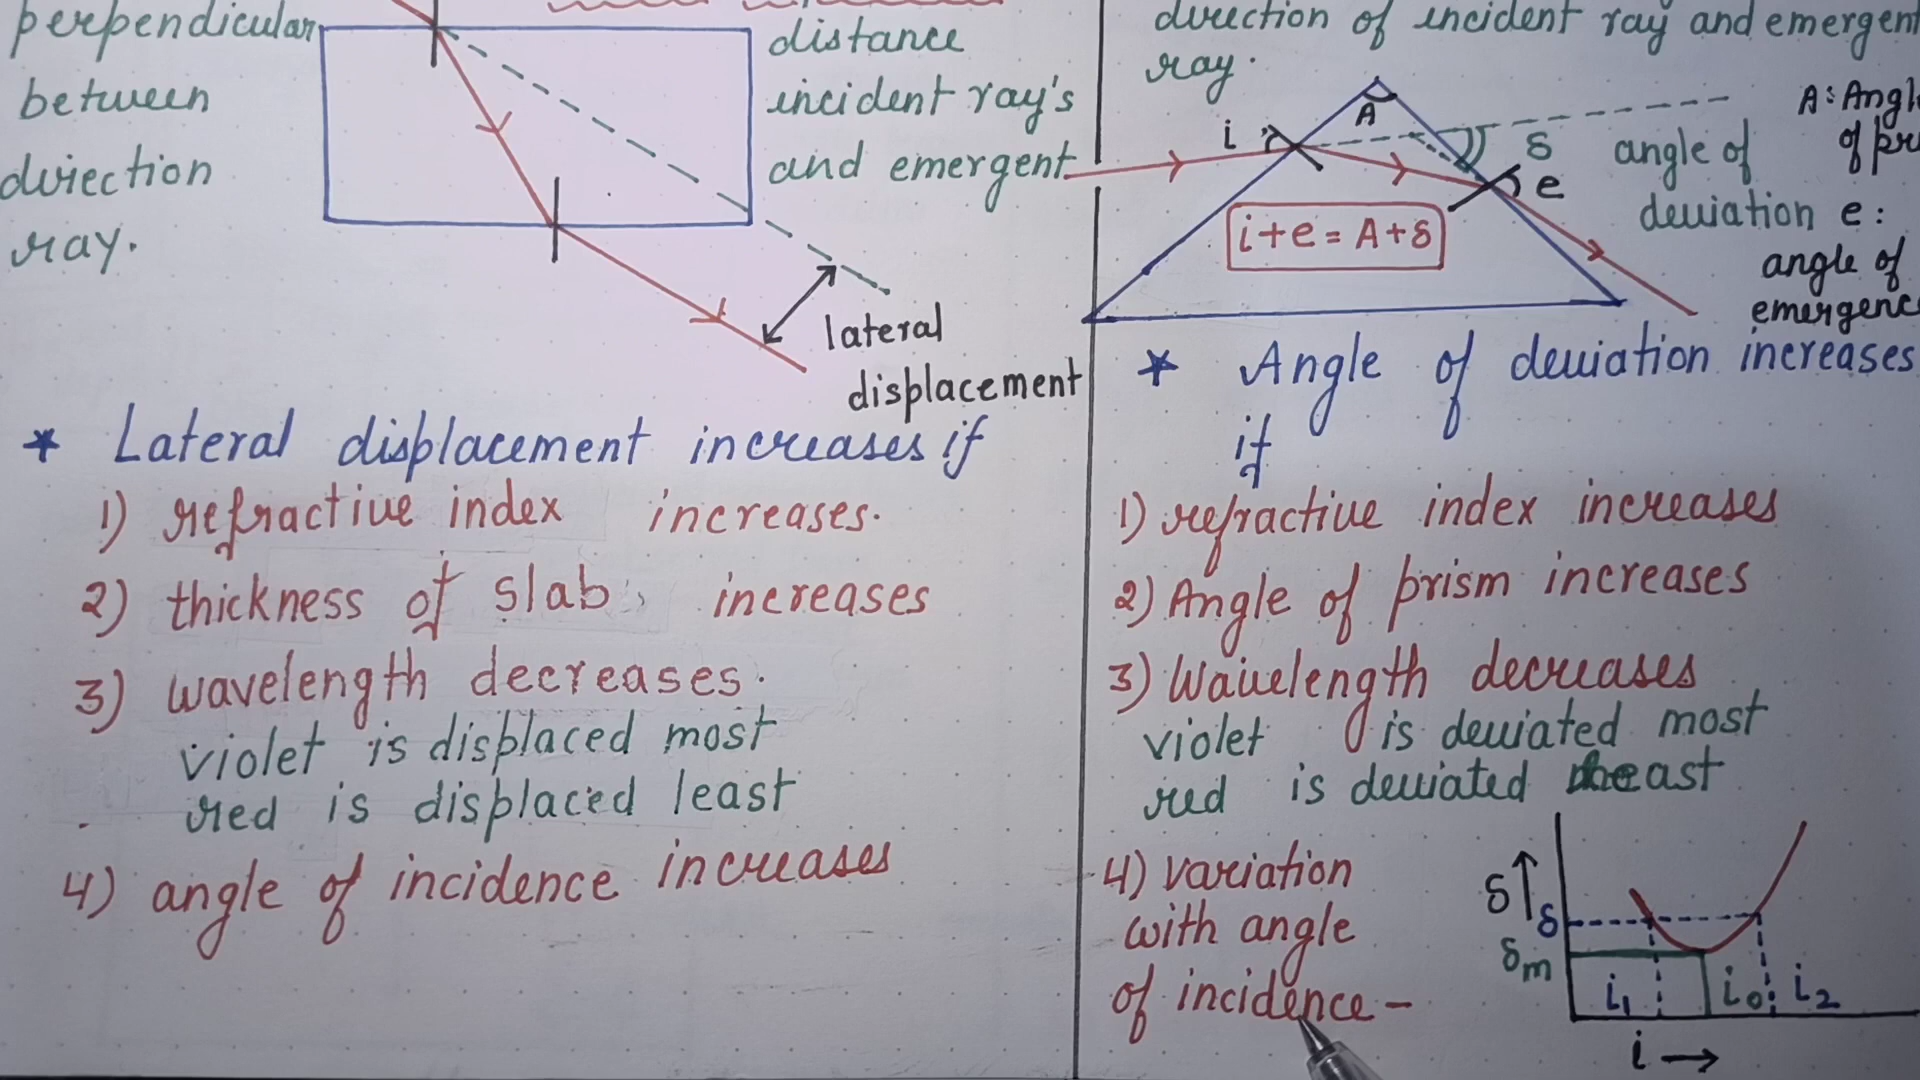 perpendicular distance
between incident ray's
direction and emergent
ray.
lateral
displacement
* Lateral displacement increases if
1) refractive index increases.
2) thickness of slab increases
3) wavelength decreases.
violet is displaced most
red is displaced least
4) angle of incidence increases
direction of incident ray and emergent
ray.
A
i
δ
e
i+e = A+δ
A: Angle
of pr
angle of
deviation
e:
angle of
emergenc
* Angle of deviation increases
if
1) refractive index increases
2) Angle of prism increases
3) Wavelength decreases
violet is deviated most
red is deviated least
4) variation
with angle
of incidence -
δ ↑
δ
δm
i1 i0 i2
i →